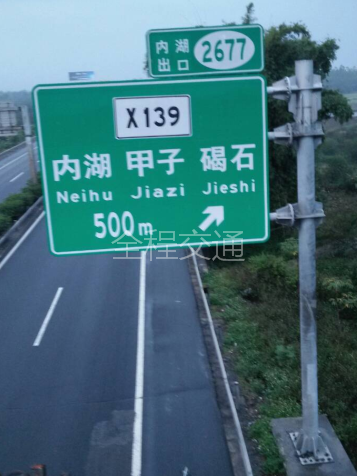 内湖
出口 2677
X139
内湖 甲子 碣石
Neihu Jiazi Jieshi
500m
全程交通